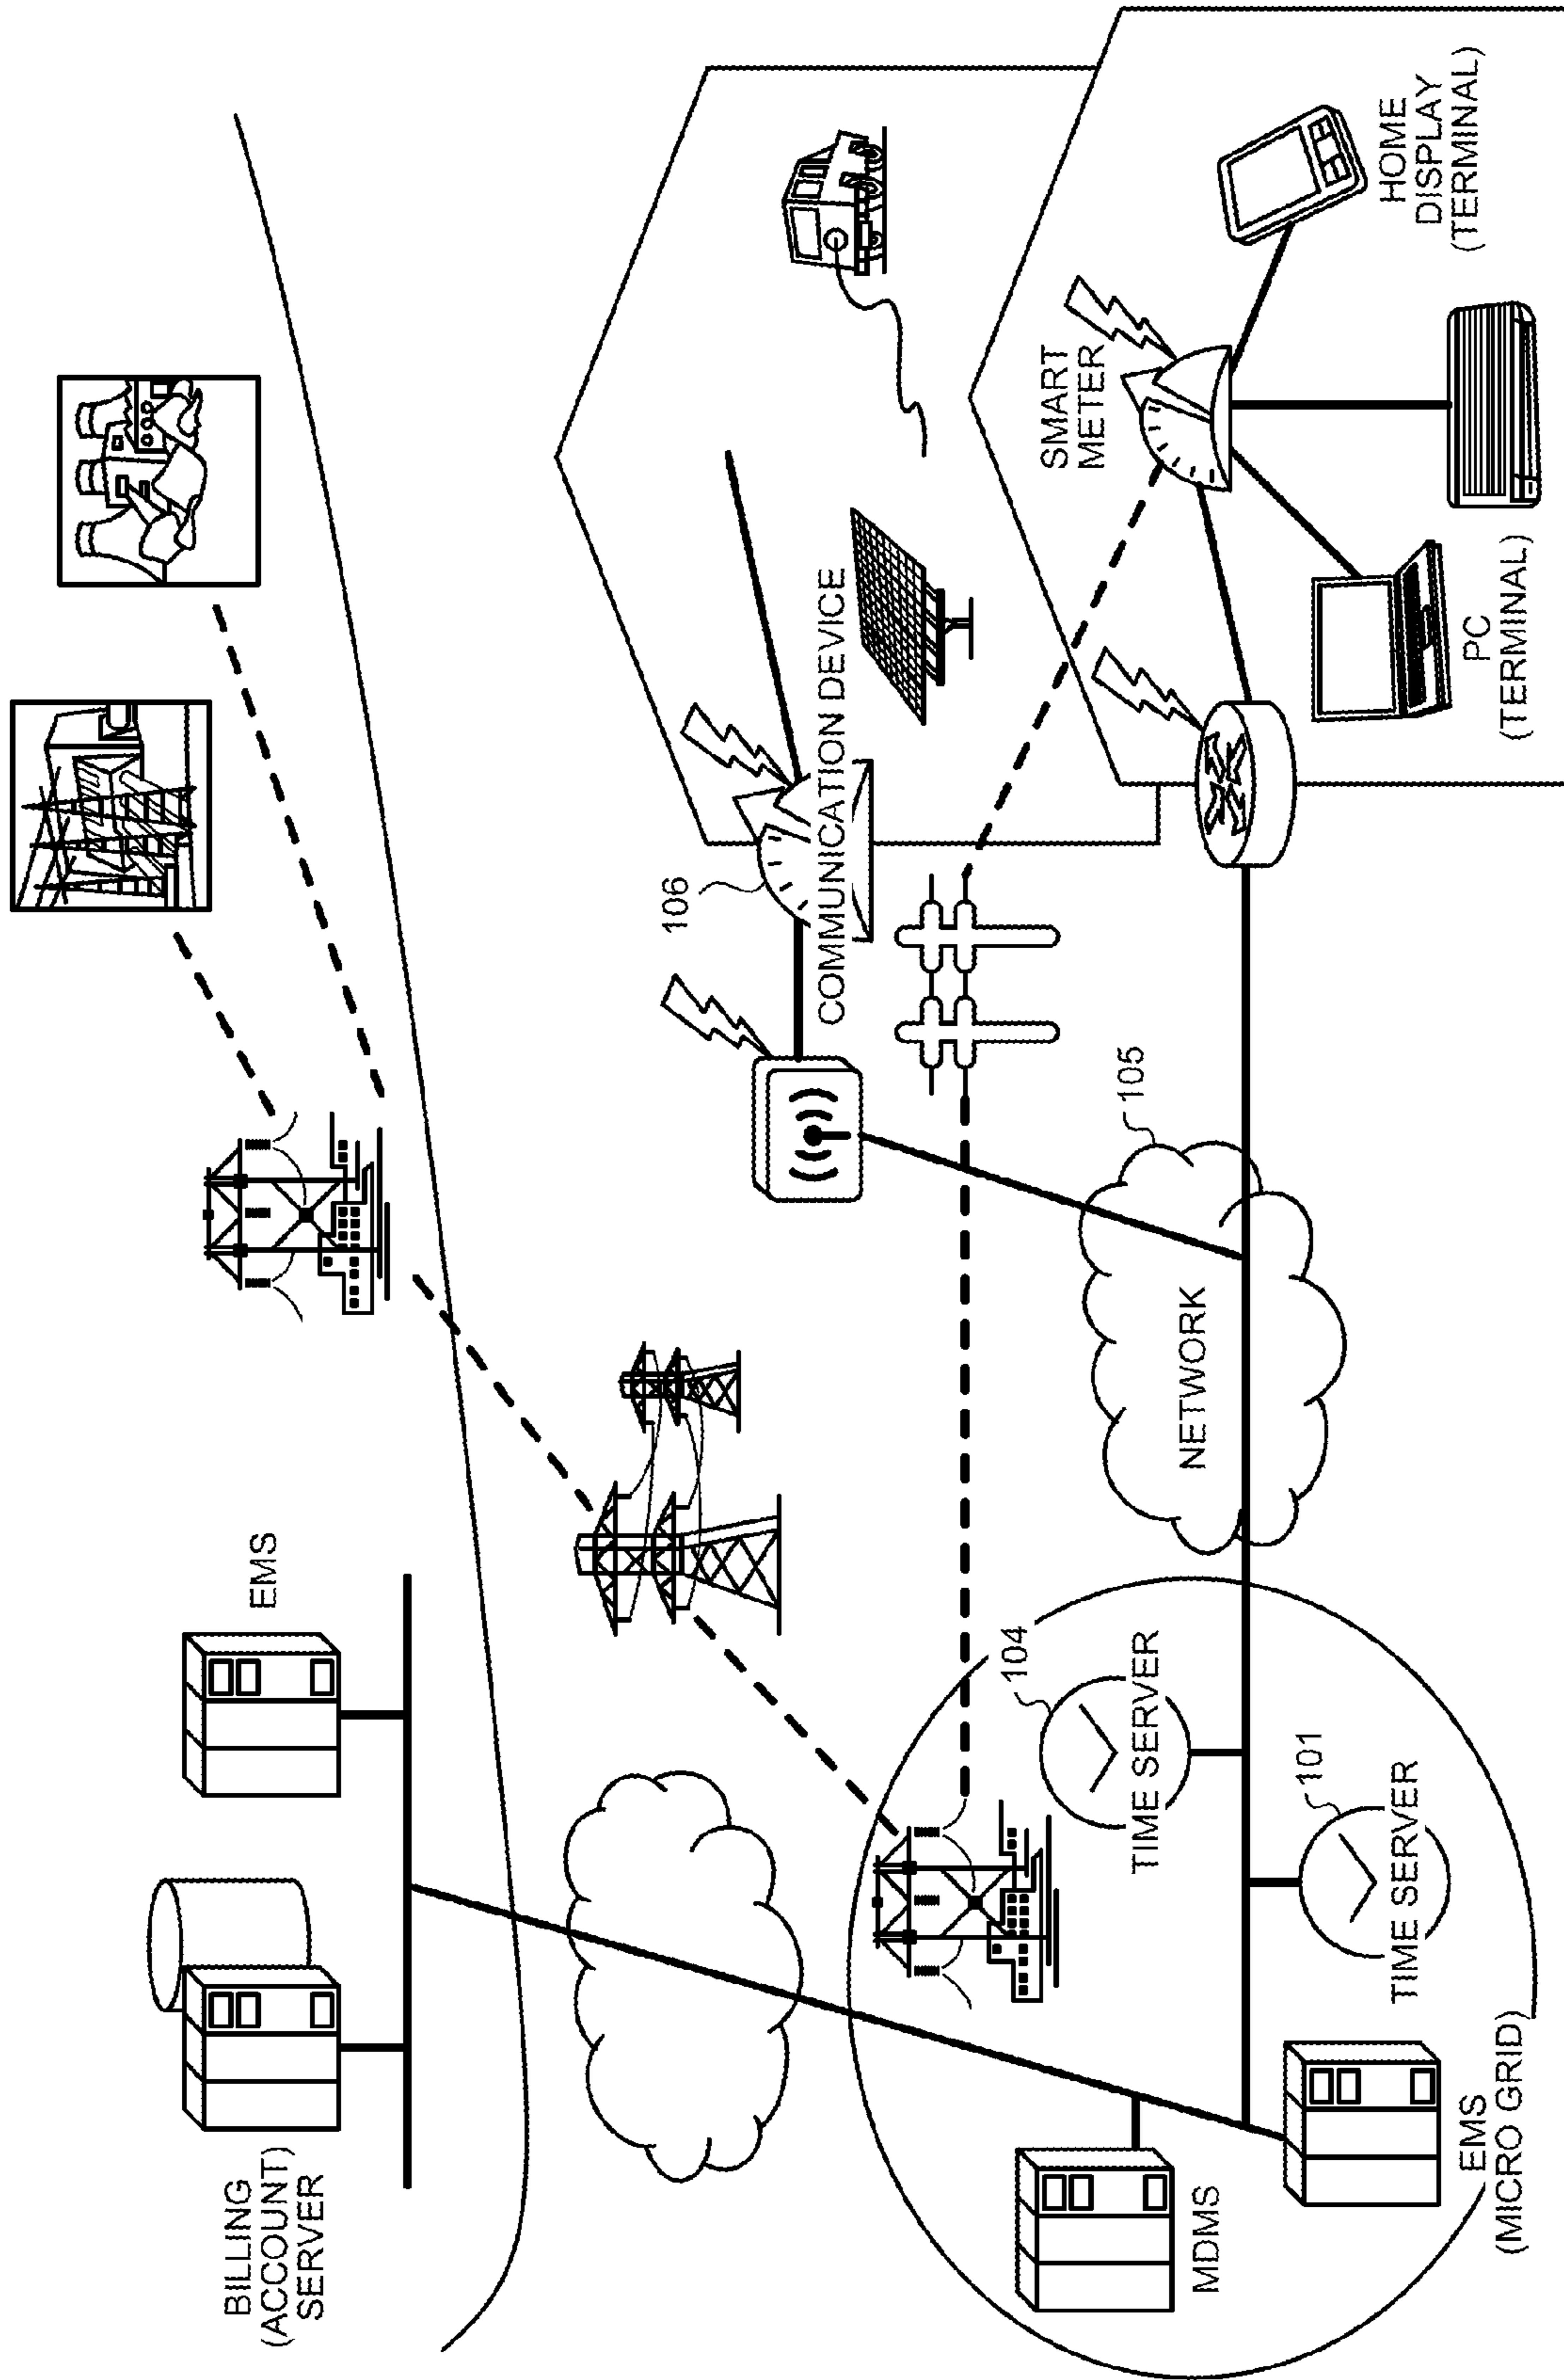 BILLING
(ACCOUNT)
SERVER
EMS
106
COMMUNICATION DEVICE
SMART
METER
HOME
DISPLAY
(TERMINAL)
PC
(TERMINAL)
105
NETWORK
104
TIME SERVER
101
TIME SERVER
MDMS
EMS
(MICRO GRID)